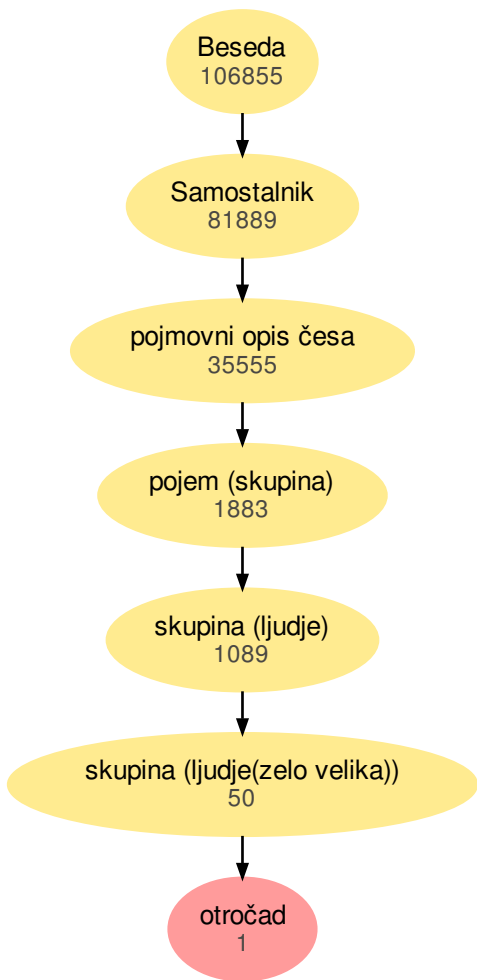 Beseda
106855
Samostalnik
81889
pojmovni opis česa
35555
pojem (skupina)
1883
skupina (ljudje)
1089
skupina (ljudje(zelo velika))
50
otročad
1